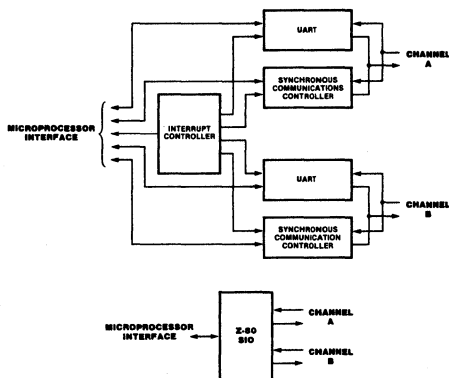 UART
CHANNEL
A
SYNCHRONOUS
COMMUNICATIONS
CONTROLLER
INTERRUPT
CONTROLLER
MICROPROCESSOR
INTERFACE
UART
CHANNEL
B
SYNCHRONOUS
COMMUNICATION
CONTROLLER
CHANNEL
A
MICROPROCESSOR
INTERFACE
Z-80
SIO
CHANNEL
B